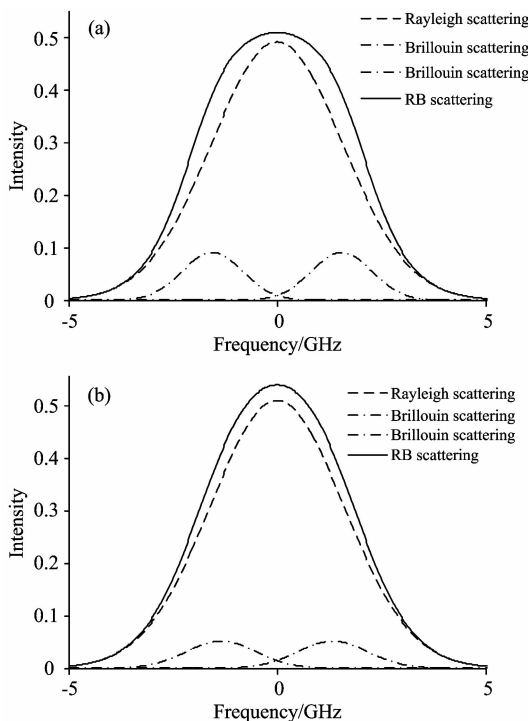 (a)
Rayleigh scattering
Brillouin scattering
Brillouin scattering
RB scattering
Intensity
0.5
0.4
0.3
0.2
0.1
0
-5
0
5
Frequency/GHz
(b)
Rayleigh scattering
Brillouin scattering
Brillouin scattering
RB scattering
Intensity
0.5
0.4
0.3
0.2
0.1
0
-5
0
5
Frequency/GHz